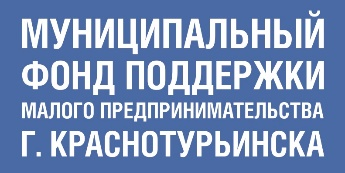 МУНИЦИПАЛЬНЫЙ
ФОНД ПОДДЕРЖКИ
МАЛОГО ПРЕДПРИНИМАТЕЛЬСТВА
Г. КРАСНОТУРЬИНСКА